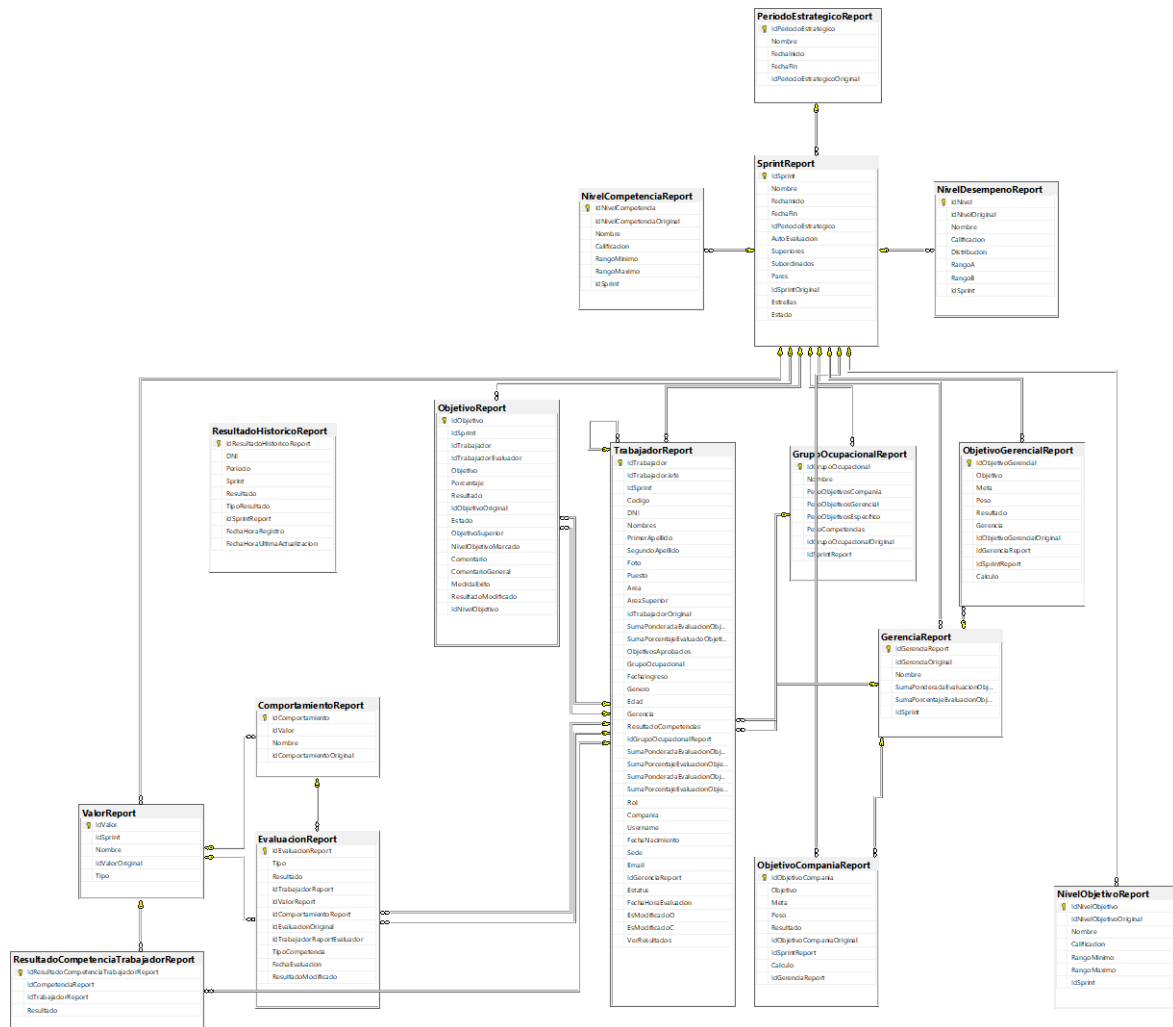 PeriodoEstrategicoReport
IdPeriodoEstrategico
Nombre
FechaInicio
FechaFin
IdPeriodoEstrategicoOriginal
SprintReport
IdSprint
Nombre
FechaInicio
FechaFin
IdPeriodoEstrategico
AutoEvaluacion
Superiores
Subordinados
Pares
IdSprintOriginal
Estrellas
Estado
NivelCompetenciaReport
IdNivelCompetencia
IdNivelCompetenciaOriginal
Nombre
Calificacion
RangoMinimo
RangoMaximo
IdSprint
NivelDesempenoReport
IdNivel
IdNivelOriginal
Nombre
Calificacion
Distribucion
RangoA
RangoB
IdSprint
ResultadoHistoricoReport
IdResultadoHistoricoReport
DNI
Periodo
Sprint
Resultado
TipoResultado
IdSprintReport
FechaHoraRegistro
FechaHoraUltimaActualizacion
ObjetivoReport
IdObjetivo
IdSprint
IdTrabajador
IdTrabajadorEvaluador
Objetivo
Porcentaje
Resultado
IdObjetivoOriginal
Estado
ObjetivoSuperior
NivelObjetivoMarcado
Comentario
ComentarioGeneral
MedidaExito
ResultadoModificado
IdNivelObjetivo
TrabajadorReport
IdTrabajador
IdTrabajadorJefe
IdSprint
Codigo
DNI
Nombres
PrimerApellido
SegundoApellido
Foto
Puesto
Area
AreaSuperior
IdTrabajadorOriginal
SumaPonderadaEvaluacionObj...
SumaPorcentajeEvaluadoObjeti...
ObjetivosAprobados
GrupoOcupacional
FechaIngreso
Genero
Edad
Gerencia
ResultadoCompetencias
IdGrupoOcupacionalReport
SumaPonderadaEvaluacionObj...
SumaPorcentajeEvaluacionObje...
SumaPonderadaEvaluacionObj...
SumaPorcentajeEvaluacionObje...
Rol
Compania
Username
FechaNacimiento
Sede
Email
IdGerenciaReport
Estatus
FechaHoraEvaluacion
EsModificadoO
EsModificadoC
VerResultados
GrupoOcupacionalReport
IdGrupoOcupacional
Nombre
PesoObjetivosCompania
PesoObjetivosGerencial
PesoObjetivosEspecifico
PesoCompetencias
IdGrupoOcupacionalOriginal
IdSprintReport
ObjetivoGerencialReport
IdObjetivoGerencial
Objetivo
Meta
Peso
Resultado
Gerencia
IdObjetivoGerencialOriginal
IdGerenciaReport
IdSprintReport
Calculo
GerenciaReport
IdGerenciaReport
IdGerenciaOriginal
Nombre
SumaPonderadaEvaluacionObj...
SumaPorcentajeEvaluacionObj...
IdSprint
ComportamientoReport
IdComportamiento
IdValor
Nombre
IdComportamientoOriginal
ValorReport
IdValor
IdSprint
Nombre
IdValorOriginal
Tipo
EvaluacionReport
IdEvaluacionReport
Tipo
Resultado
IdTrabajadorReport
IdValorReport
IdComportamientoReport
IdEvaluacionOriginal
IdTrabajadorReportEvaluador
TipoCompetencia
FechaEvaluacion
ResultadoModificado
ObjetivoCompaniaReport
IdObjetivoCompania
Objetivo
Meta
Peso
Resultado
IdObjetivoCompaniaOriginal
IdSprintReport
Calculo
IdGerenciaReport
NivelObjetivoReport
IdNivelObjetivo
IdNivelObjetivoOriginal
Nombre
Calificacion
RangoMinimo
RangoMaximo
IdSprint
ResultadoCompetenciaTrabajadorReport
IdResultadoCompetenciaTrabajadorReport
IdCompetenciaReport
IdTrabajadorReport
Resultado